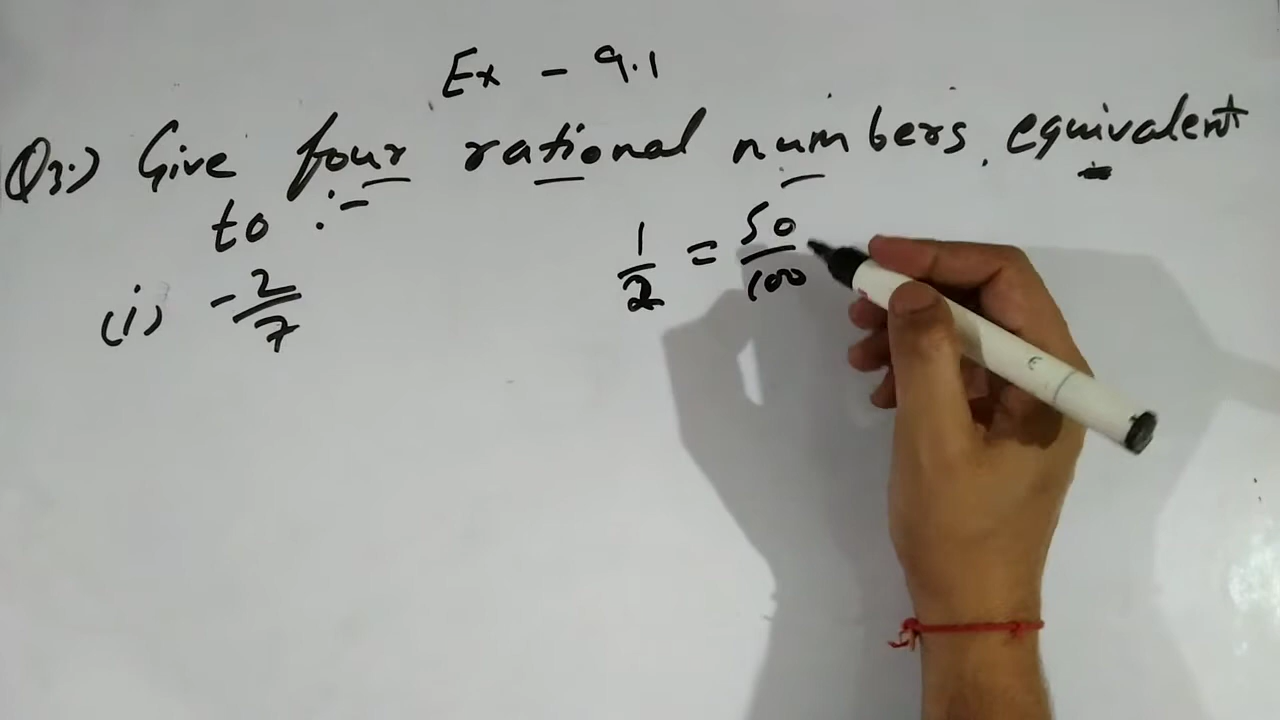 Ex - 9.1
Q3.) Give four rational numbers equivalent
to :-
1/2 = 50/100
(i) -2/7